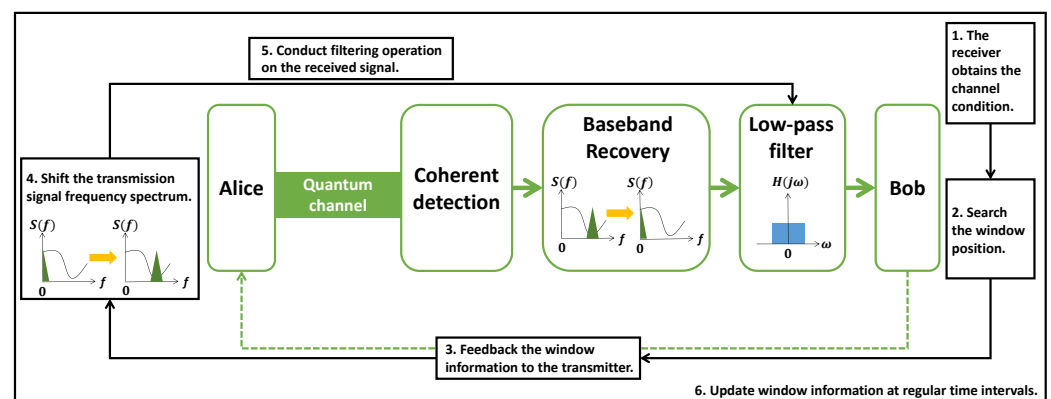 5. Conduct filtering operation
on the received signal.
1. The
receiver
obtains the
channel
condition.
4. Shift the transmission
signal frequency spectrum.
S(f)
S(f)
0
f
0
f
Alice
Quantum
channel
Coherent
detection
Baseband
Recovery
S(f)
S(f)
0
f
0
f
Low-pass
filter
H(jω)
0
ω
Bob
2. Search
the window
position.
3. Feedback the window
information to the transmitter.
6. Update window information at regular time intervals.